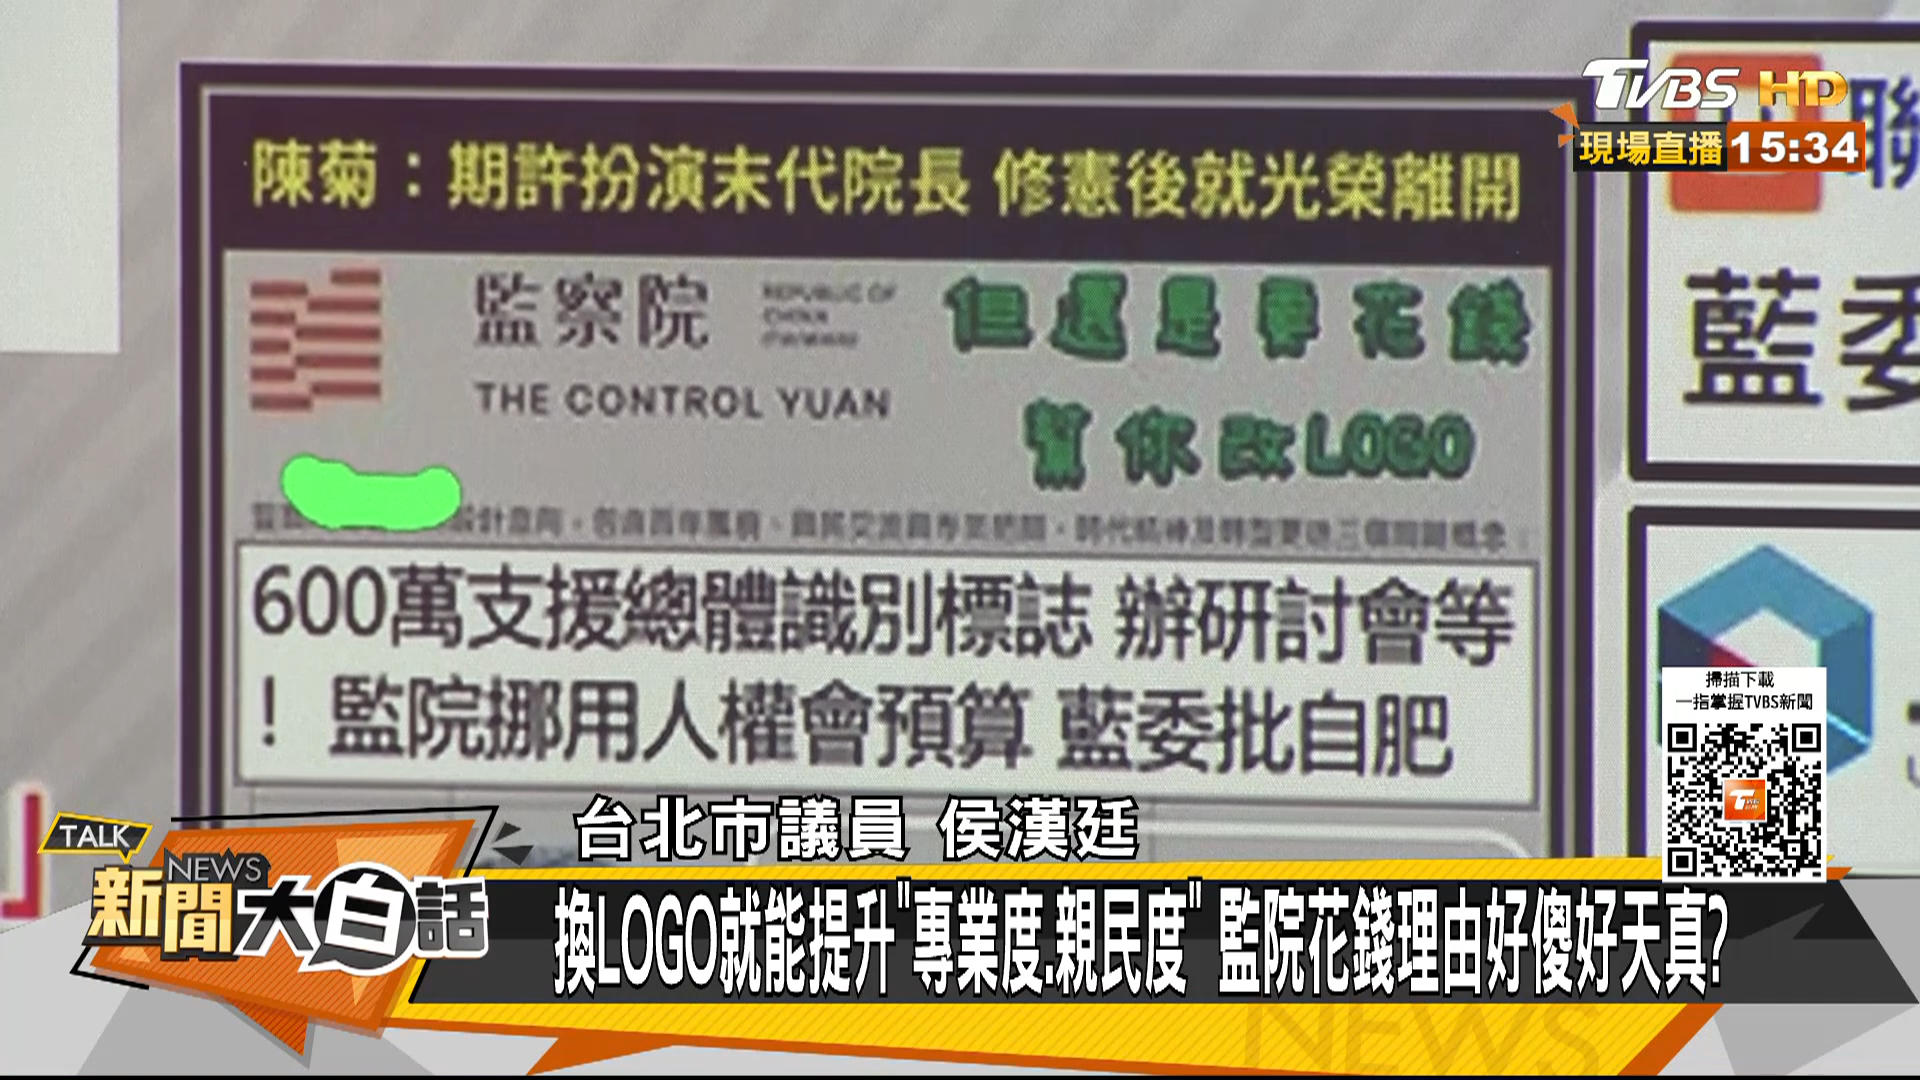 TVBS HD
現場直播 15:34
聯
藍委
陳菊：期許扮演末代院長 修憲後就光榮離開
監察院
REPUBLIC OF
CHINA
(TAIWAN)
THE CONTROL YUAN
但還是要花錢
幫你改LOGO
600萬支援總體識別標誌 辦研討會等
！ 監院挪用人權會預算 藍委批自肥
掃描下載
一指掌握TVBS新聞
台北市議員 侯漢廷
TALK
NEWS
新聞大白話
換LOGO就能提升"專業度.親民度" 監院花錢理由好傻好天真?
NEWS